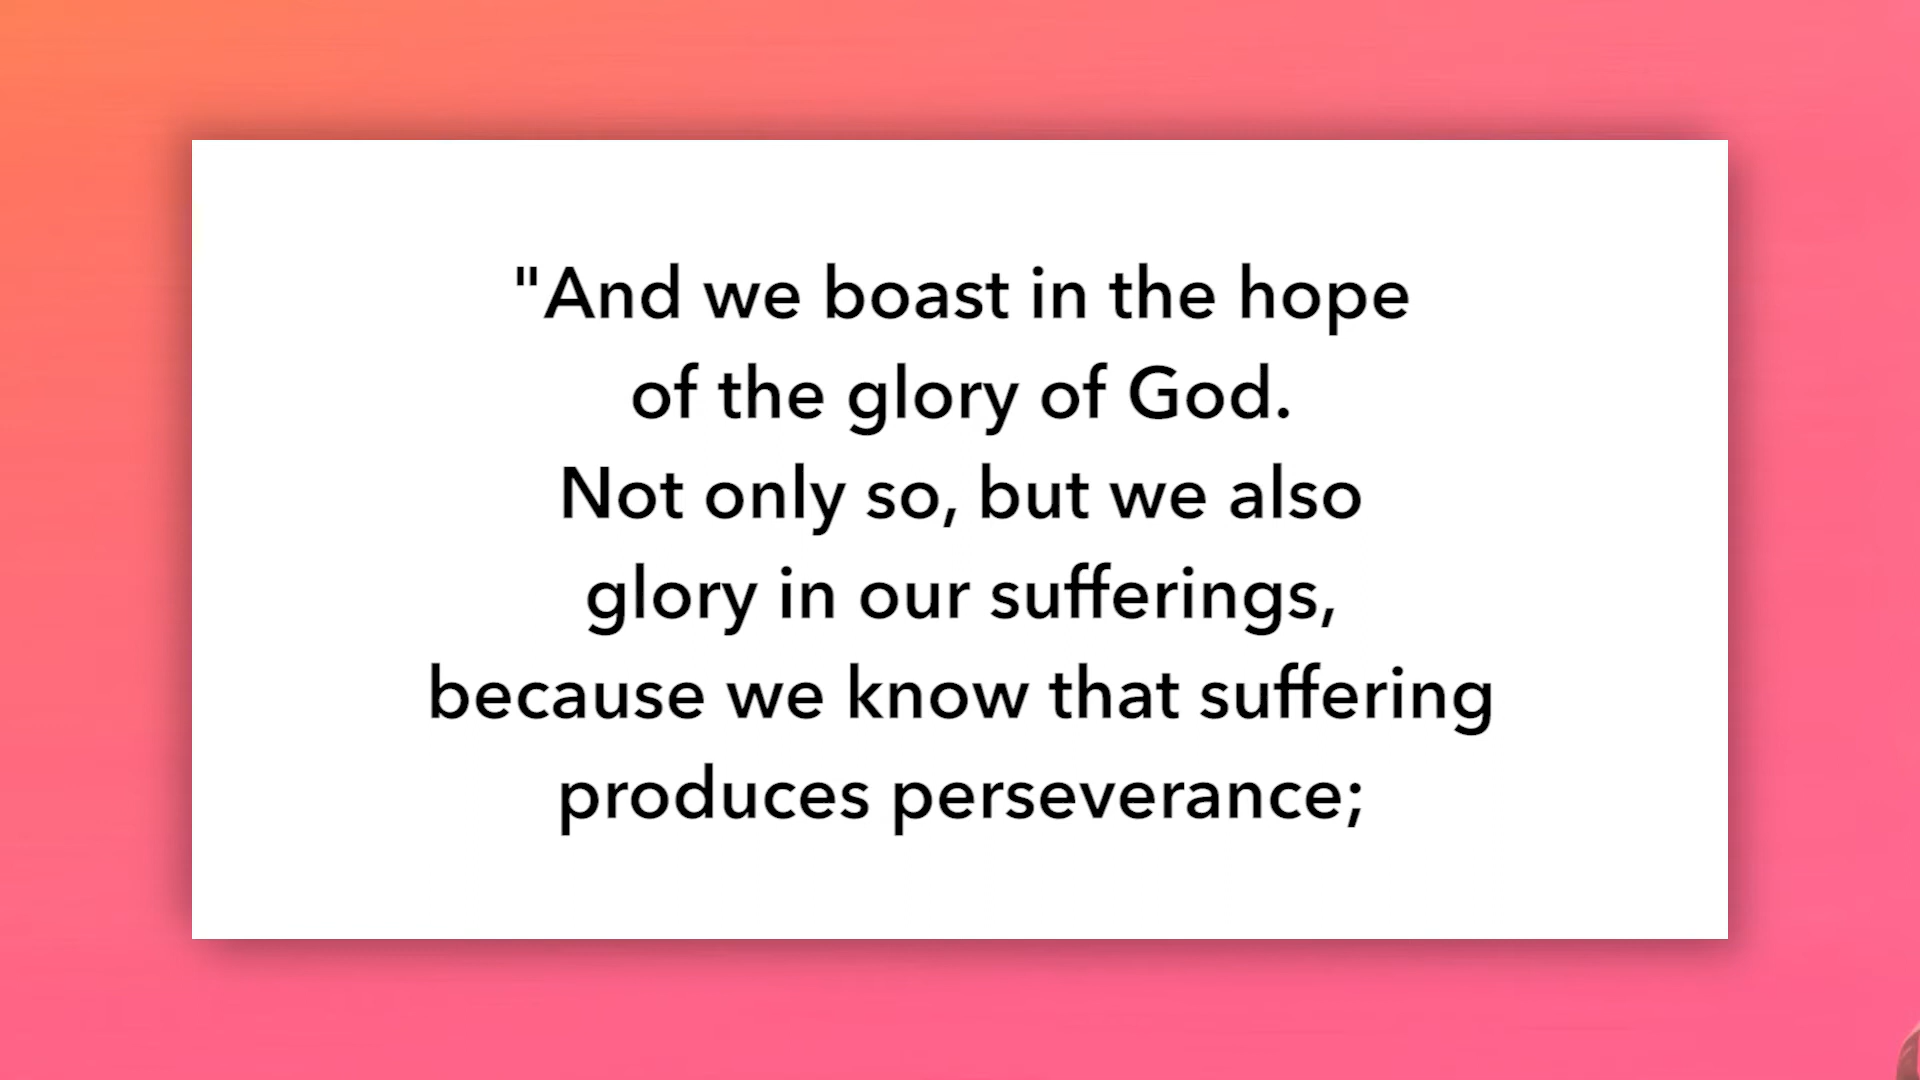 "And we boast in the hope
of the glory of God.
Not only so, but we also
glory in our sufferings,
because we know that suffering
produces perseverance;